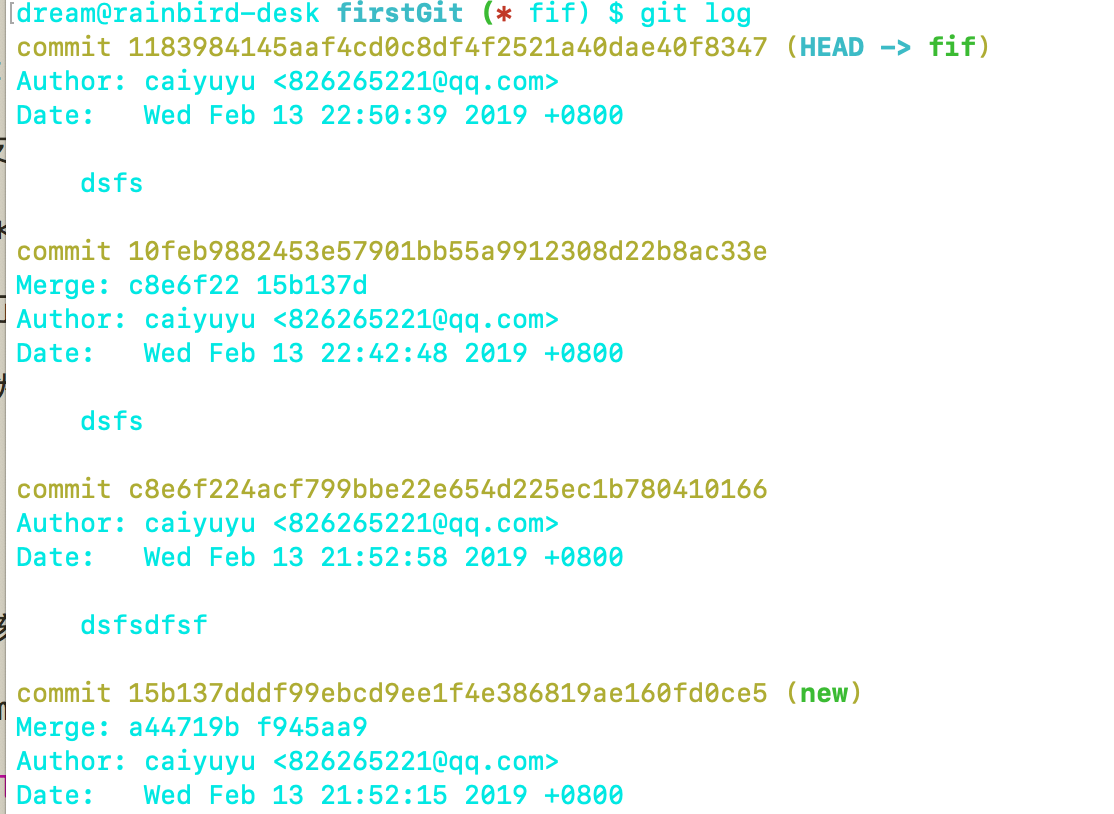 [dream@rainbird-desk firstGit (* fif) $ git log
commit 1183984145aaf4cd0c8df4f2521a40dae40f8347 (HEAD -> fif)
Author: caiyuyu <826265221@qq.com>
Date:   Wed Feb 13 22:50:39 2019 +0800
dsfs
commit 10feb9882453e57901bb55a9912308d22b8ac33e
Merge: c8e6f22 15b137d
Author: caiyuyu <826265221@qq.com>
Date:   Wed Feb 13 22:42:48 2019 +0800
dsfs
commit c8e6f224acf799bbe22e654d225ec1b780410166
Author: caiyuyu <826265221@qq.com>
Date:   Wed Feb 13 21:52:58 2019 +0800
dsfsdfsf
commit 15b137dddf99ebcd9ee1f4e386819ae160fd0ce5 (new)
Merge: a44719b f945aa9
Author: caiyuyu <826265221@qq.com>
Date:   Wed Feb 13 21:52:15 2019 +0800